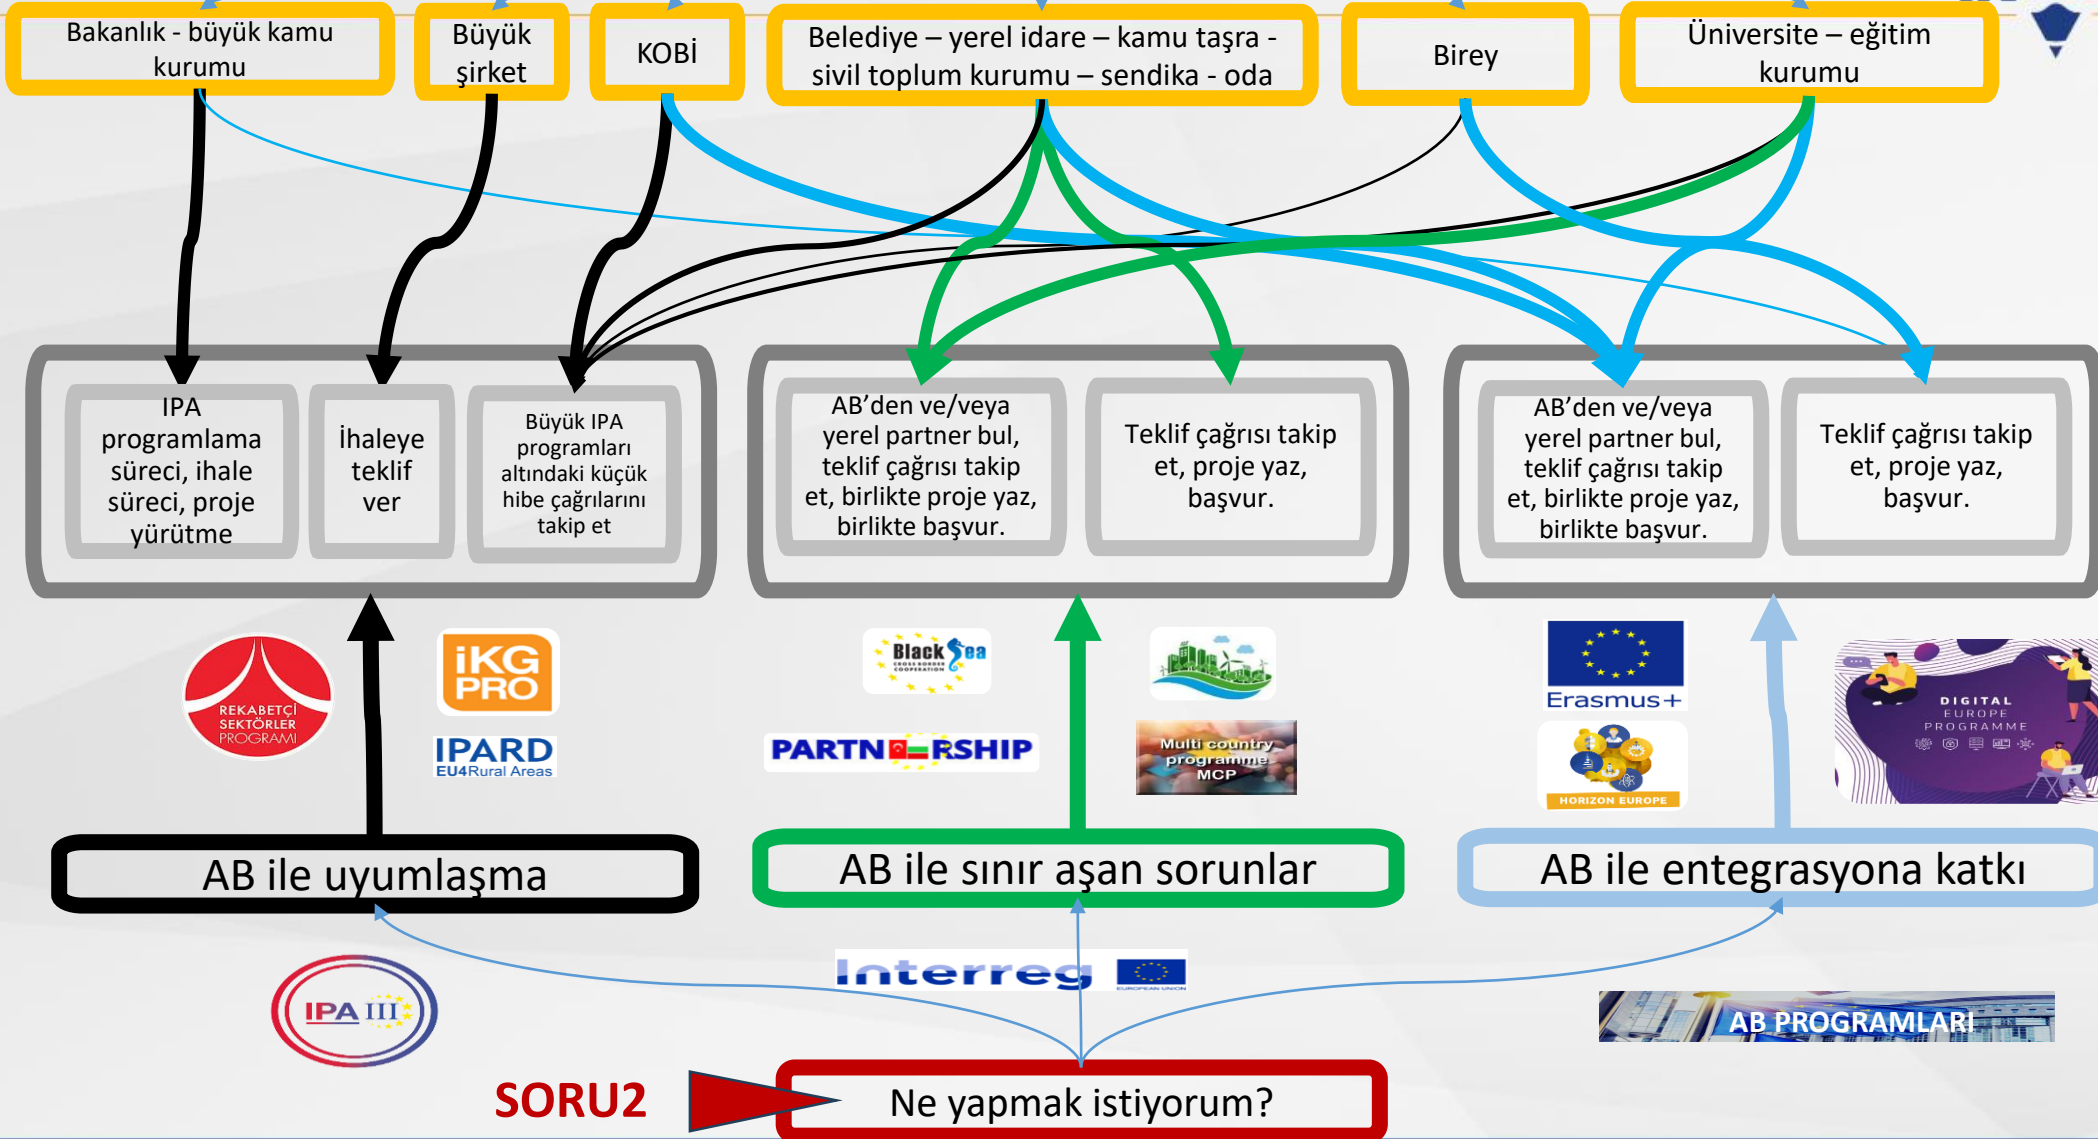 Bakanlık - büyük kamu
kurumu
Büyük
şirket
KOBİ
Belediye – yerel idare – kamu taşra -
sivil toplum kurumu – sendika - oda
Birey
Üniversite – eğitim
kurumu
IPA
programlama
süreci, ihale
süreci, proje
yürütme
İhaleye
teklif
ver
Büyük IPA
programları
altındaki küçük
hibe çağrılarını
takip et
AB’den ve/veya
yerel partner bul,
teklif çağrısı takip
et, birlikte proje yaz,
birlikte başvur.
Teklif çağrısı takip
et, proje yaz,
başvur.
AB’den ve/veya
yerel partner bul,
teklif çağrısı takip
et, birlikte proje yaz,
birlikte başvur.
Teklif çağrısı takip
et, proje yaz,
başvur.
REKABETÇİ
SEKTÖRLER
PROGRAMI
iKG
PRO
IPARD
EU4Rural Areas
Black Sea
CROSS BORDER
COOPERATION
PARTNERSHIP
Multi country
programme
MCP
Erasmus+
HORIZON EUROPE
DIGITAL
EUROPE
PROGRAMME
AB ile uyumlaşma
AB ile sınır aşan sorunlar
AB ile entegrasyona katkı
IPA III
Interreg
EUROPEAN UNION
AB PROGRAMLARI
SORU2
Ne yapmak istiyorum?